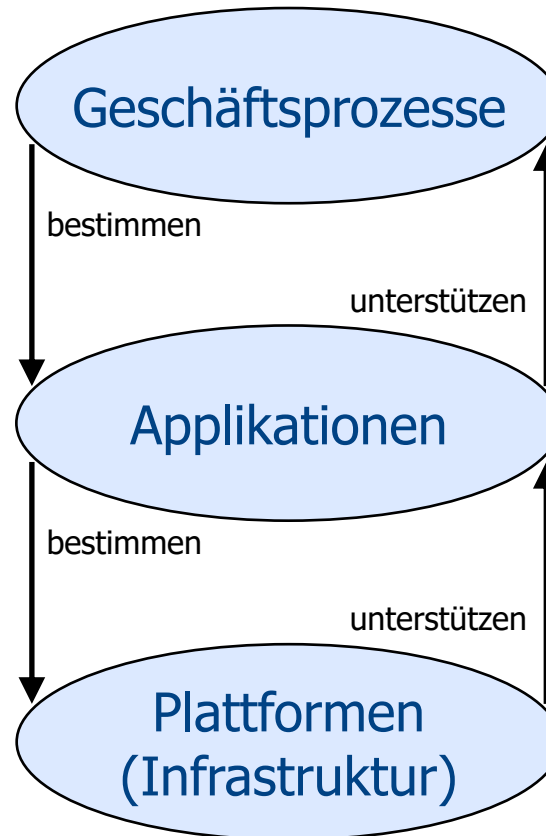 Geschäftsprozesse
bestimmen
unterstützen
Applikationen
bestimmen
unterstützen
Plattformen
(Infrastruktur)